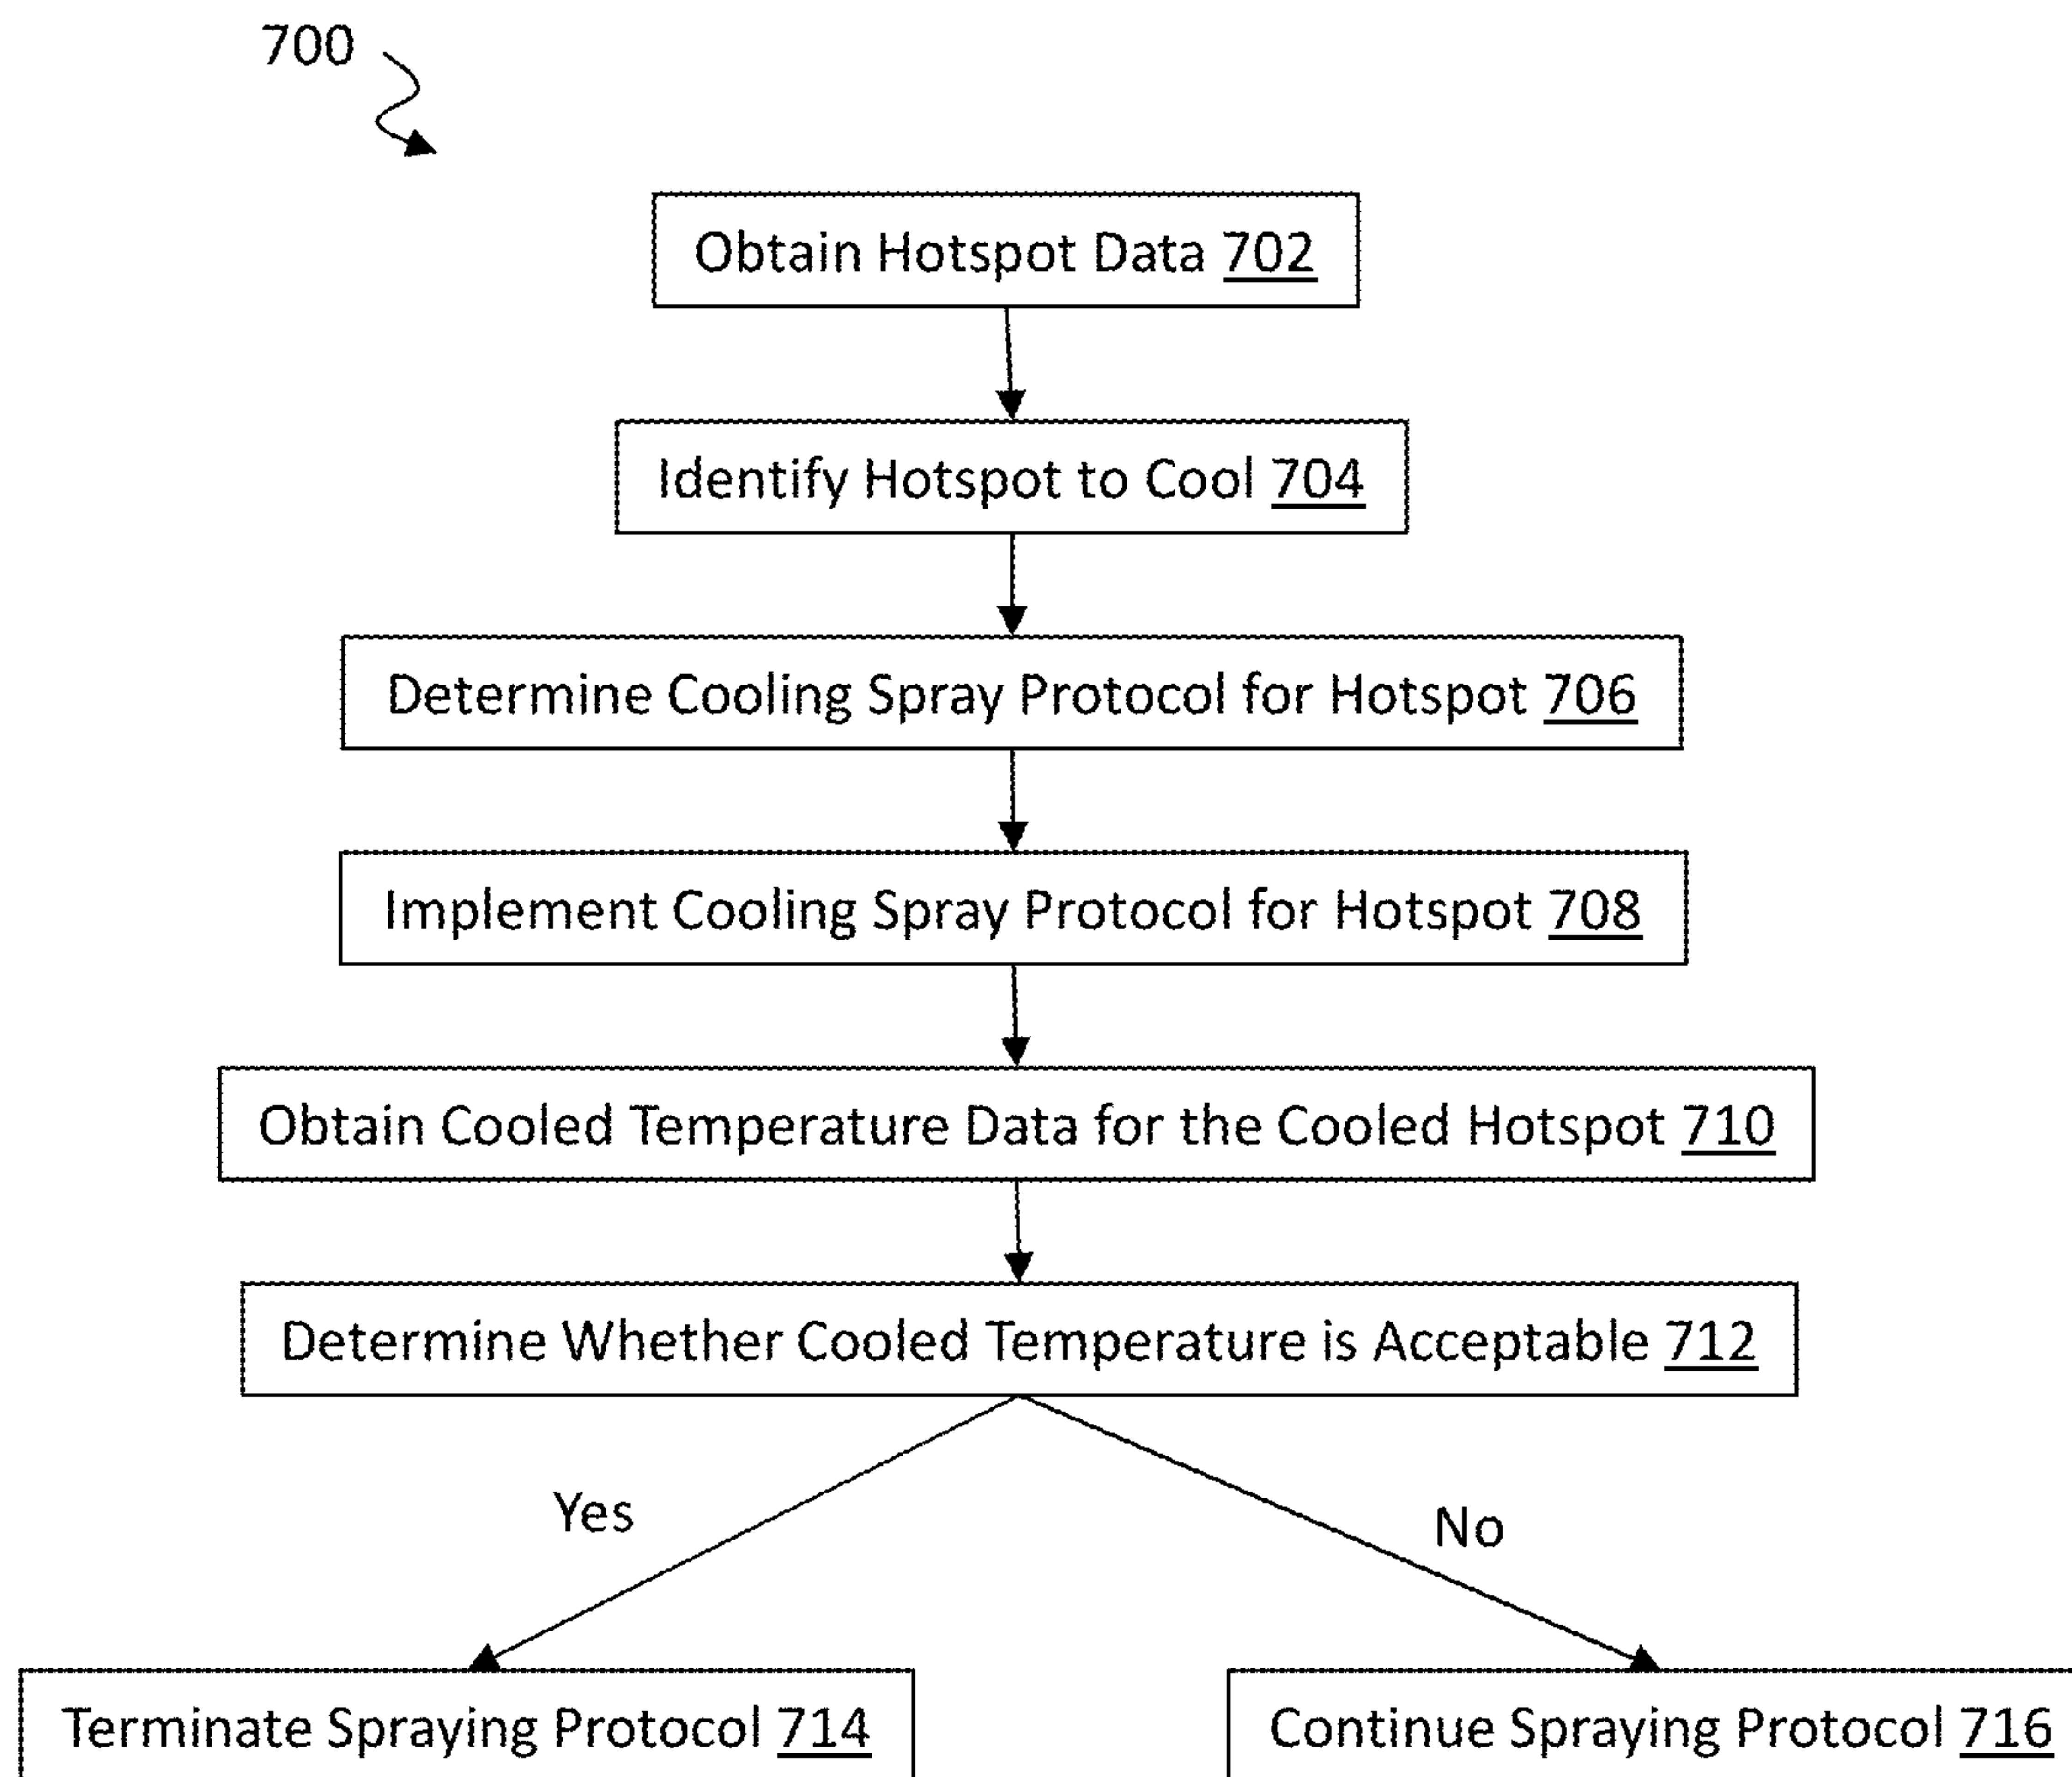 700
Obtain Hotspot Data 702
Identify Hotspot to Cool 704
Determine Cooling Spray Protocol for Hotspot 706
Implement Cooling Spray Protocol for Hotspot 708
Obtain Cooled Temperature Data for the Cooled Hotspot 710
Determine Whether Cooled Temperature is Acceptable 712
Yes
No
Terminate Spraying Protocol 714
Continue Spraying Protocol 716